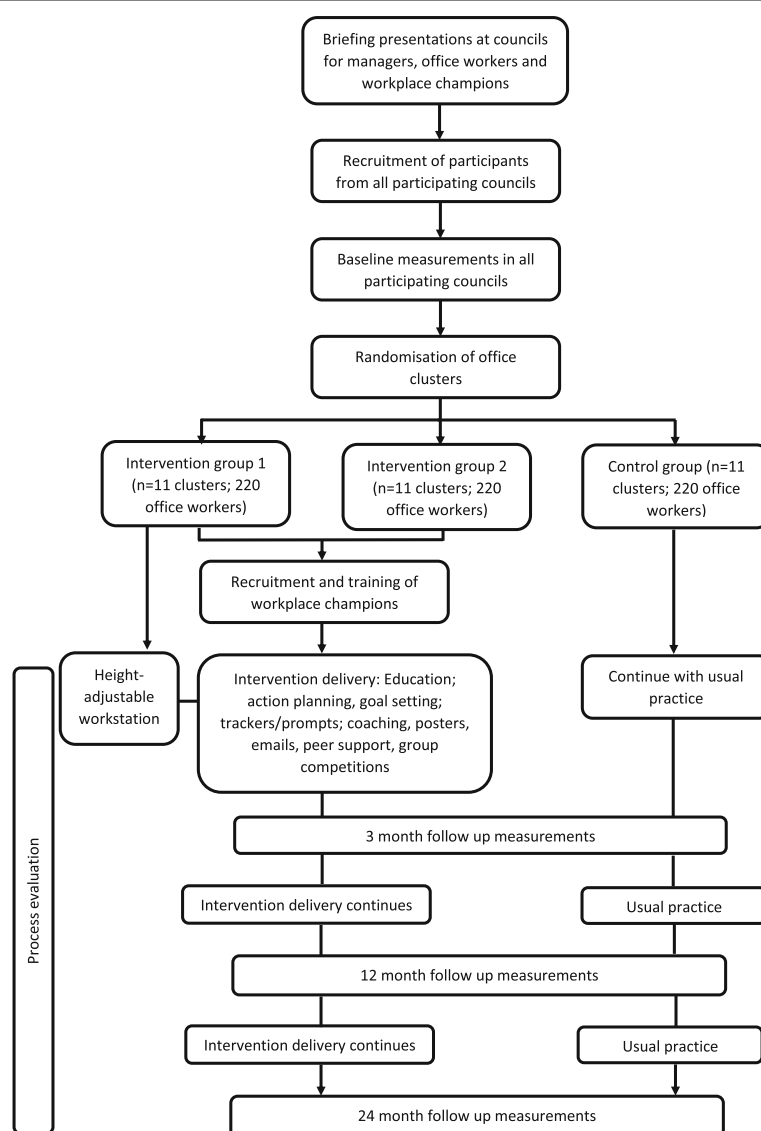 Briefing presentations at councils
for managers, office workers and
workplace champions
Recruitment of participants
from all participating councils
Baseline measurements in all
participating councils
Randomisation of office
clusters
Intervention group 1
(n=11 clusters; 220
office workers)
Intervention group 2
(n=11 clusters; 220
office workers)
Control group (n=11
clusters; 220 office
workers)
Recruitment and training of
workplace champions
Height-
adjustable
workstation
Intervention delivery: Education;
action planning, goal setting;
trackers/prompts; coaching, posters,
emails, peer support, group
competitions
Continue with usual
practice
Process evaluation
3 month follow up measurements
Intervention delivery continues
Usual practice
12 month follow up measurements
Intervention delivery continues
Usual practice
24 month follow up measurements